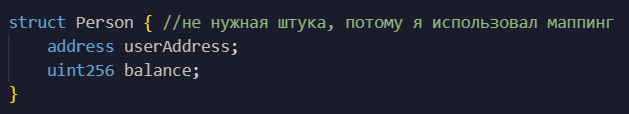 struct Person { //не нужная штука, потому я использовал маппинг
    address userAddress;
    uint256 balance;
}